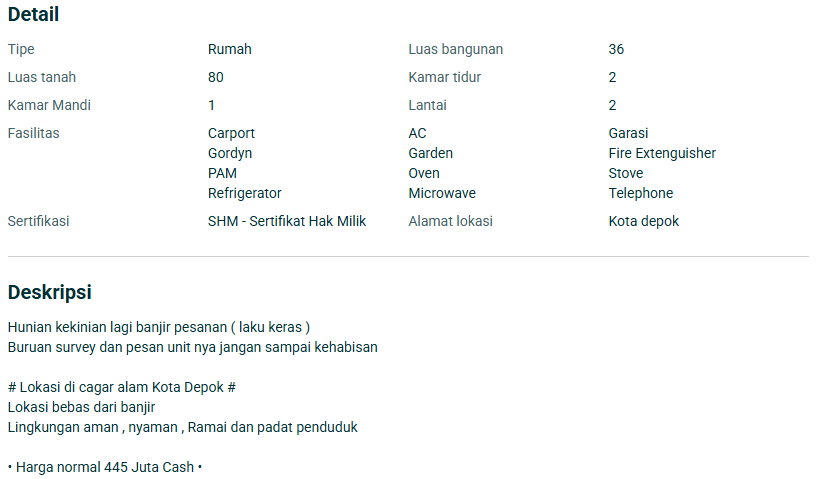 Detail
Tipe Rumah Luas bangunan 36
Luas tanah 80 Kamar tidur 2
Kamar Mandi 1 Lantai 2
Fasilitas Carport AC Garasi
Gordyn Garden Fire Extenguisher
PAM Oven Stove
Refrigerator Microwave Telephone
Sertifikasi SHM - Sertifikat Hak Milik Alamat lokasi Kota depok
Deskripsi
Hunian kekinian lagi banjir pesanan ( laku keras )
Buruan survey dan pesan unit nya jangan sampai kehabisan
# Lokasi di cagar alam Kota Depok #
Lokasi bebas dari banjir
Lingkungan aman , nyaman , Ramai dan padat penduduk
• Harga normal 445 Juta Cash •